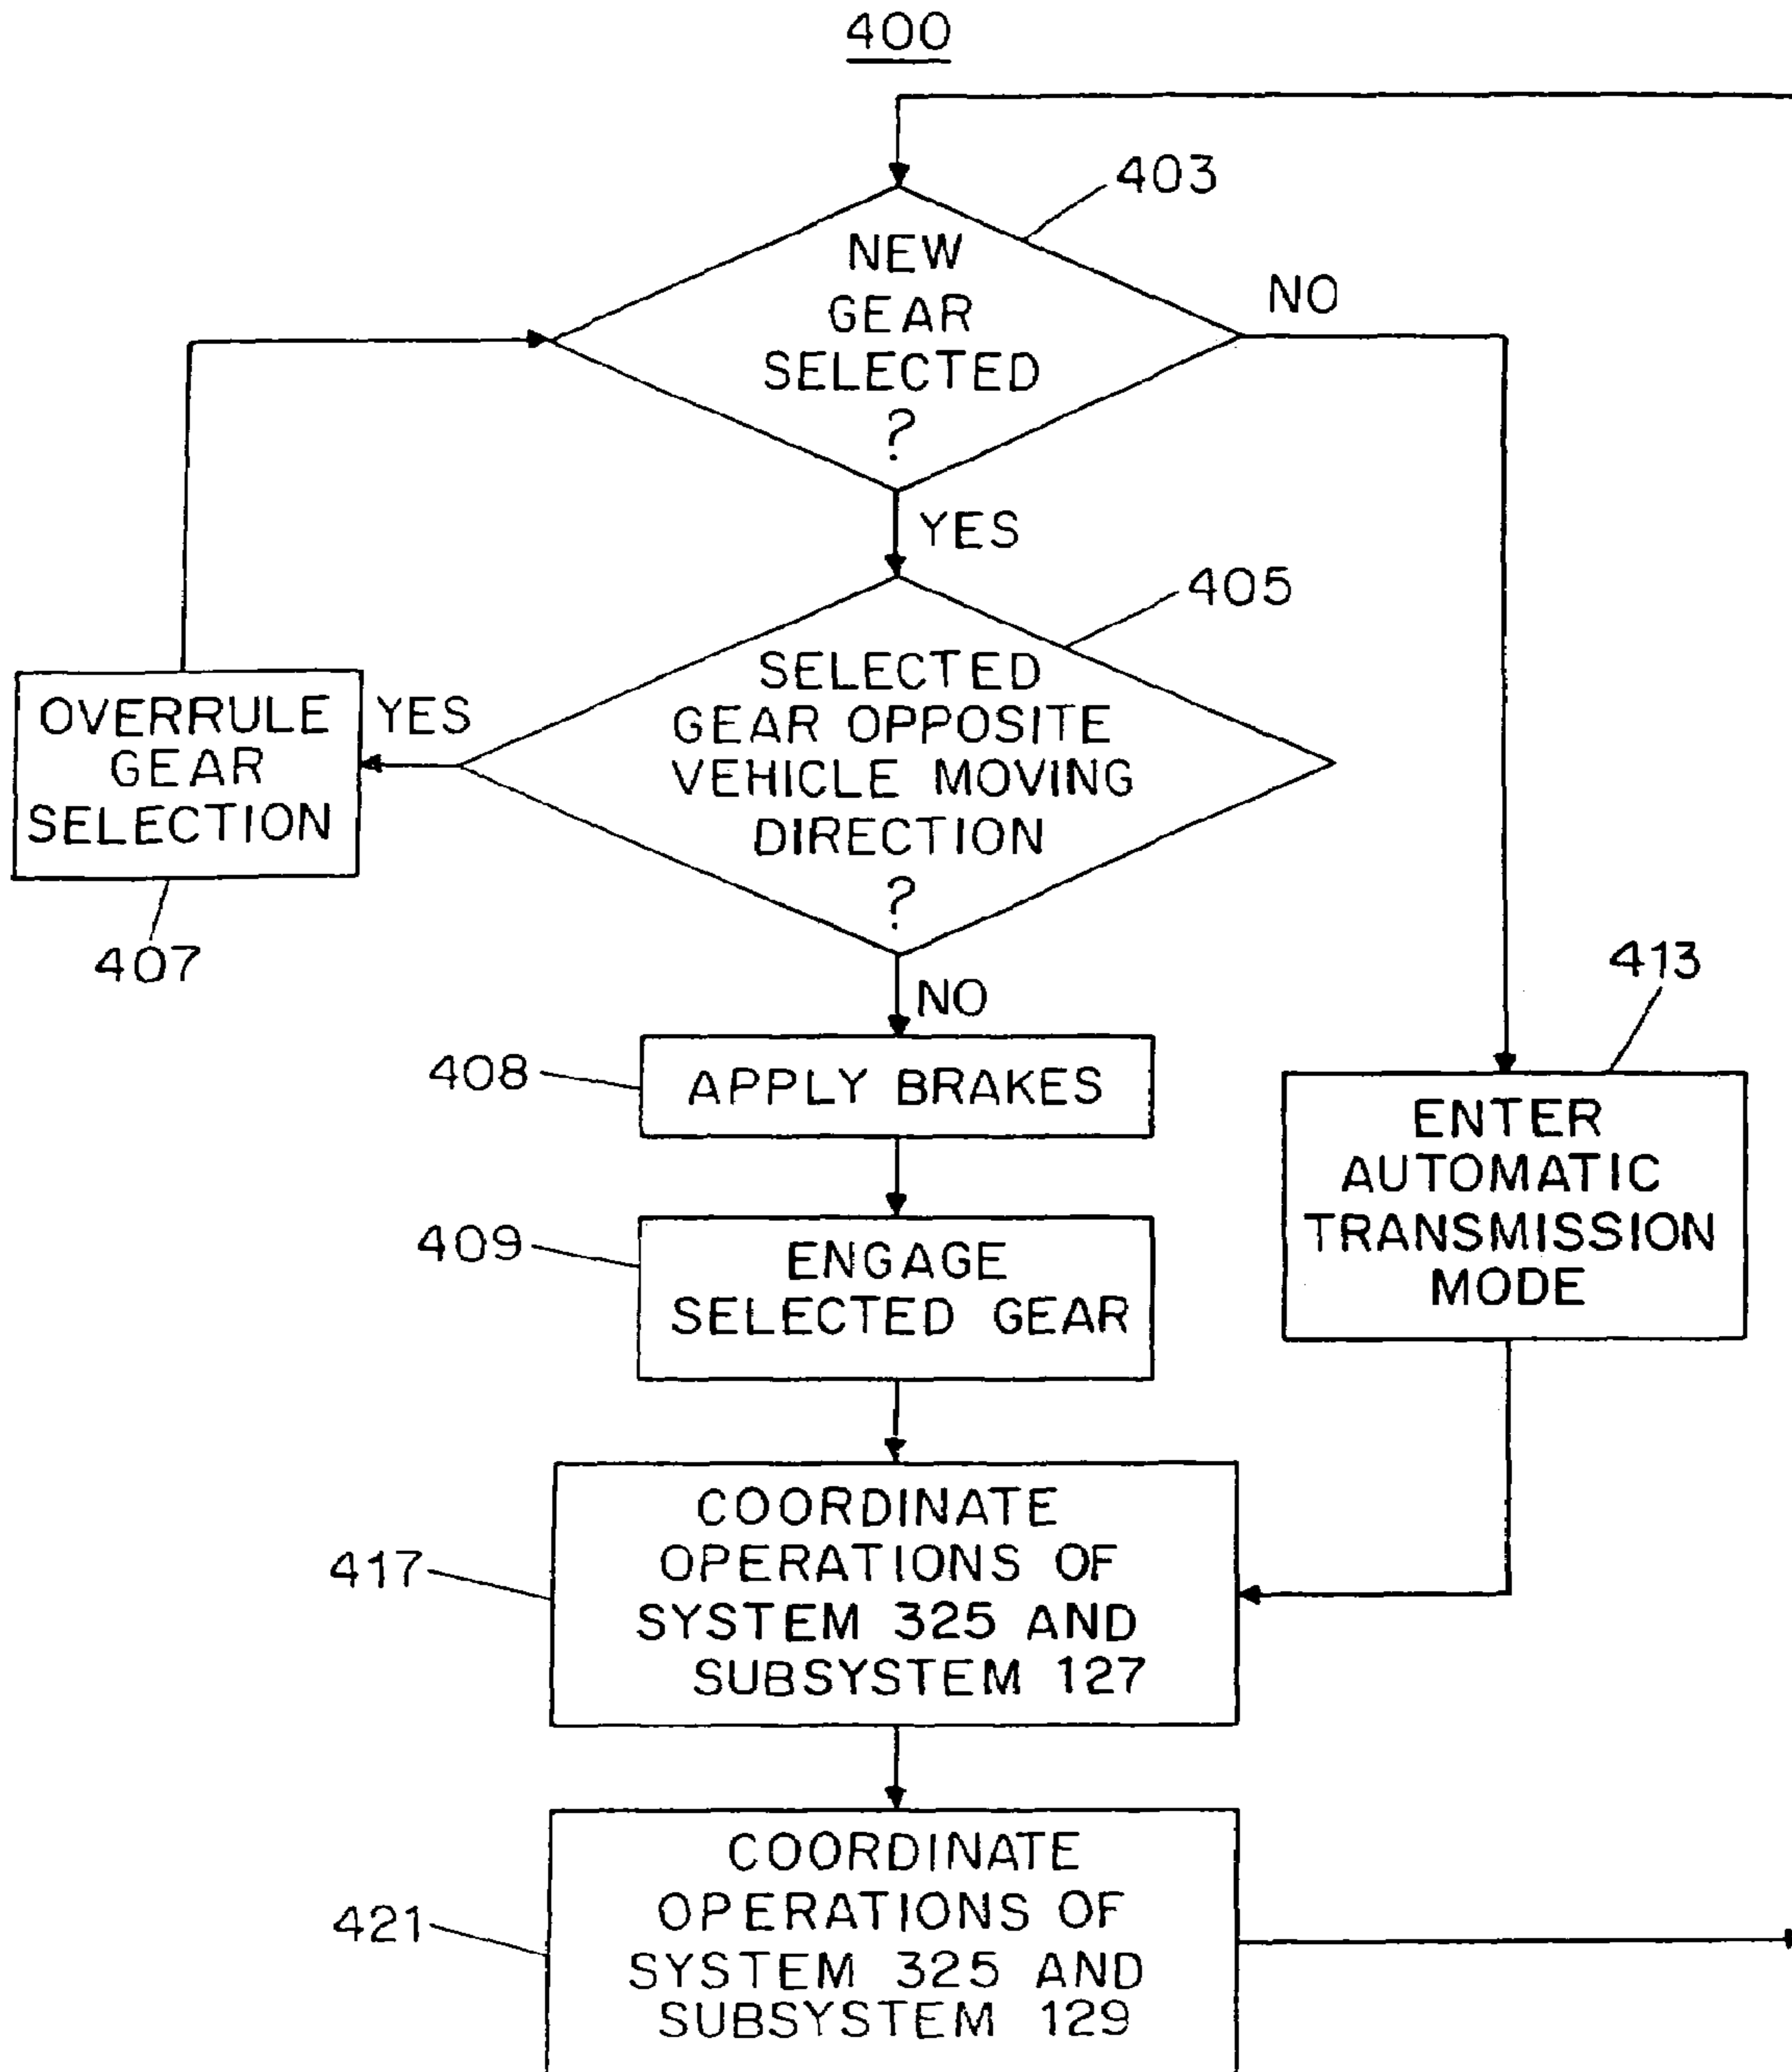 400
403
NEW
GEAR
SELECTED
?
NO
YES
405
SELECTED
GEAR OPPOSITE
VEHICLE MOVING
DIRECTION
?
YES
OVERRULE
GEAR
SELECTION
407
NO
408
APPLY BRAKES
413
ENTER
AUTOMATIC
TRANSMISSION
MODE
409
ENGAGE
SELECTED GEAR
417
COORDINATE
OPERATIONS OF
SYSTEM 325 AND
SUBSYSTEM 127
421
COORDINATE
OPERATIONS OF
SYSTEM 325 AND
SUBSYSTEM 129